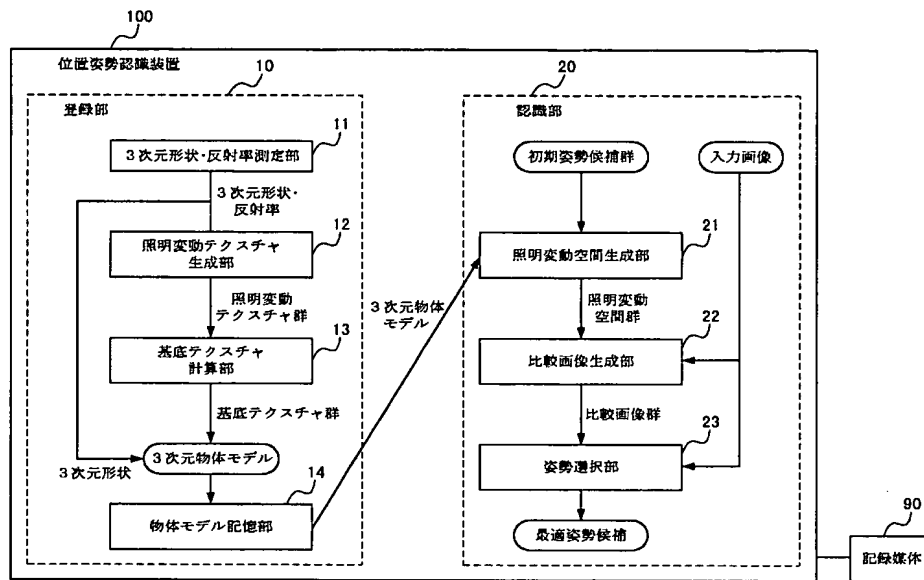 100
位置姿勢認識装置
10
登録部
11
3次元形状・反射率測定部
3次元形状・
反射率
12
照明変動テクスチャ
生成部
照明変動
テクスチャ群
13
基底テクスチャ
計算部
基底テクスチャ群
3次元形状
3次元物体モデル
14
物体モデル記憶部
3次元物体
モデル
20
認識部
初期姿勢候補群
入力画像
21
照明変動空間生成部
照明変動
空間群
22
比較画像生成部
比較画像群
23
姿勢選択部
最適姿勢候補
90
記録媒体